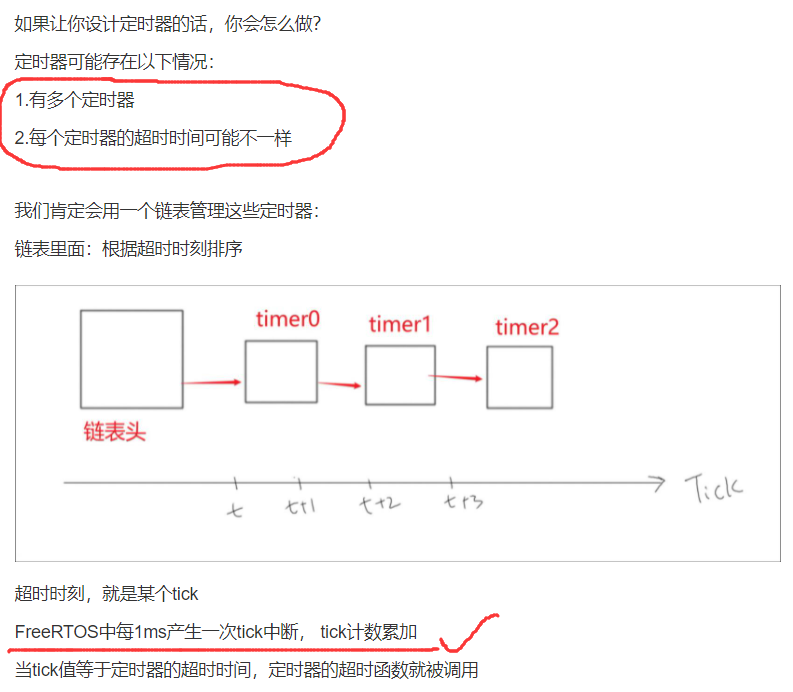 如果让你设计定时器的话，你会怎么做？
定时器可能存在以下情况：
1.有多个定时器
2.每个定时器的超时时间可能不一样
我们肯定会用一个链表管理这些定时器：
链表里面：根据超时时刻排序
timer0 timer1 timer2
链表头
t t+1 t+2 t+3 Tick
超时时刻，就是某个tick
FreeRTOS中每1ms产生一次tick中断， tick计数累加
当tick值等于定时器的超时时间，定时器的超时函数就被调用